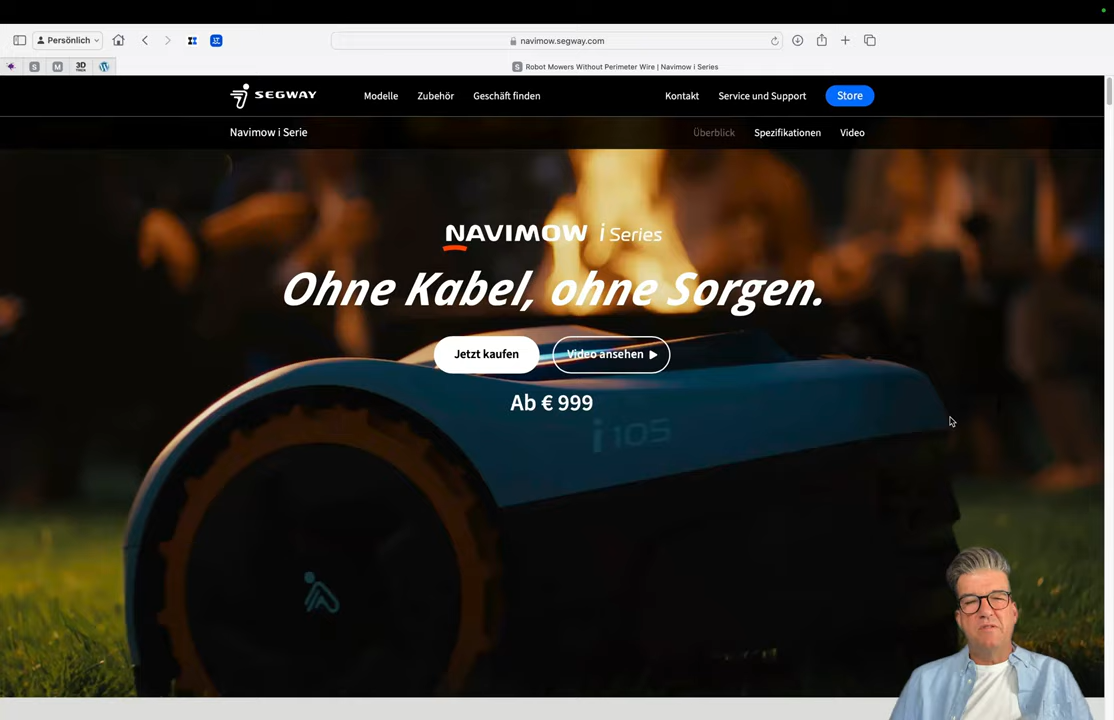 Persönlich
navimow.segway.com
S
S
M
3D
S Robot Mowers Without Perimeter Wire | Navimow i Series
SEGWAY
Modelle
Zubehör
Geschäft finden
Kontakt
Service und Support
Store
Navimow i Serie
Überblick
Spezifikationen
Video
NAVIMOW i Series
Ohne Kabel, ohne Sorgen.
Jetzt kaufen
Video ansehen
Ab € 999
i 105